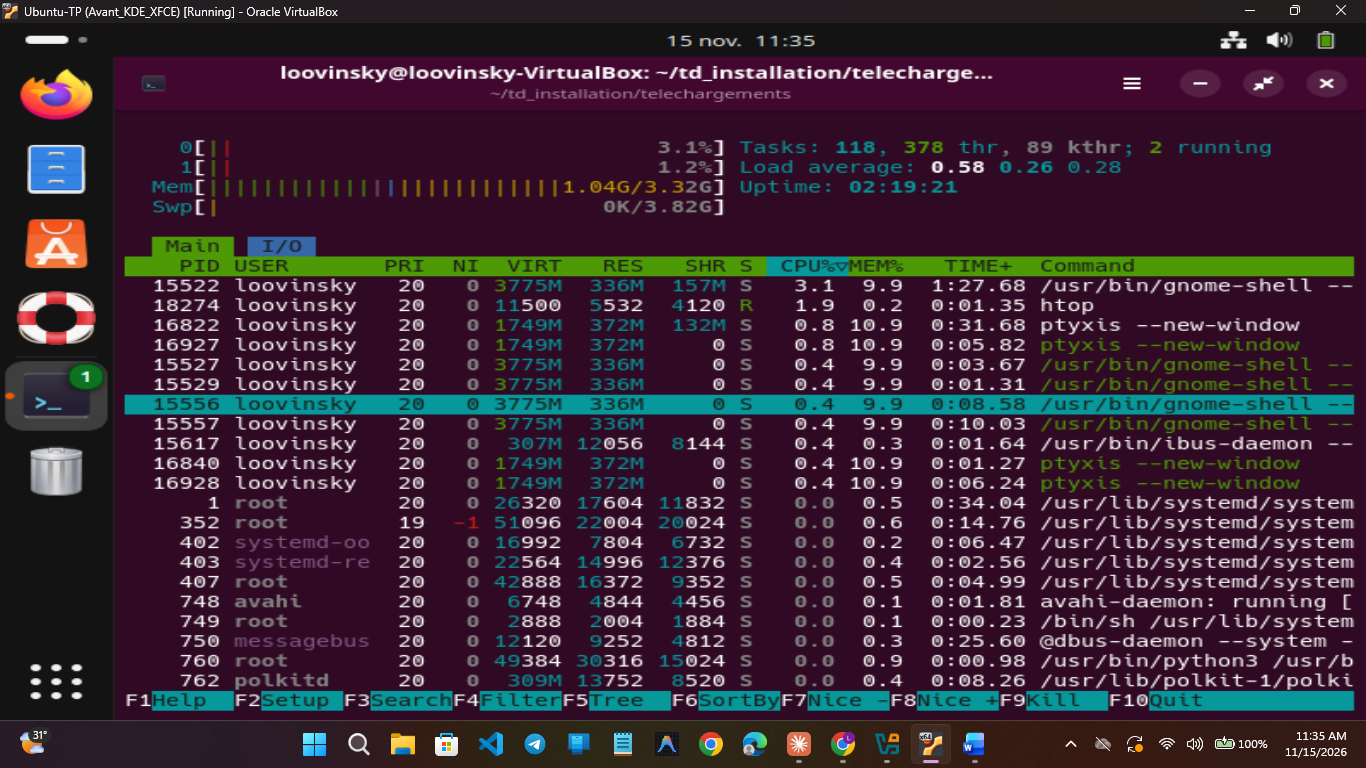 Ubuntu-TP (Avant_KDE_XFCE) [Running] - Oracle VirtualBox
15 nov. 11:35
loovinsky@loovinsky-VirtualBox: ~/td_installation/telecharge...
~/td_installation/telechargements
0[|| 3.1%] Tasks: 118, 378 thr, 89 kthr; 2 running
1[|| 1.2%] Load average: 0.58 0.26 0.28
Mem[||||||||||||||||||||||||||1.04G/3.32G] Uptime: 02:19:21
Swp[| 0K/3.82G]
Main I/O
PID USER PRI NI VIRT RES SHR S CPU%▽MEM% TIME+ Command
15522 loovinsky 20 0 3775M 336M 157M S 3.1 9.9 1:27.68 /usr/bin/gnome-shell --
18274 loovinsky 20 0 11500 5532 4120 R 1.9 0.2 0:01.35 htop
16822 loovinsky 20 0 1749M 372M 132M S 0.8 10.9 0:31.68 ptyxis --new-window
16927 loovinsky 20 0 1749M 372M 0 S 0.8 10.9 0:05.82 ptyxis --new-window
15527 loovinsky 20 0 3775M 336M 0 S 0.4 9.9 0:03.67 /usr/bin/gnome-shell --
15529 loovinsky 20 0 3775M 336M 0 S 0.4 9.9 0:01.31 /usr/bin/gnome-shell --
15556 loovinsky 20 0 3775M 336M 0 S 0.4 9.9 0:08.58 /usr/bin/gnome-shell --
15557 loovinsky 20 0 3775M 336M 0 S 0.4 9.9 0:10.03 /usr/bin/gnome-shell --
15617 loovinsky 20 0 307M 12056 8144 S 0.4 0.3 0:01.64 /usr/bin/ibus-daemon --
16840 loovinsky 20 0 1749M 372M 0 S 0.4 10.9 0:01.27 ptyxis --new-window
16928 loovinsky 20 0 1749M 372M 0 S 0.4 10.9 0:06.24 ptyxis --new-window
1 root 20 0 26320 17604 11832 S 0.0 0.5 0:34.04 /usr/lib/systemd/system
352 root 19 -1 51096 22004 20024 S 0.0 0.6 0:14.76 /usr/lib/systemd/system
402 systemd-oo 20 0 16992 7804 6732 S 0.0 0.2 0:06.47 /usr/lib/systemd/system
403 systemd-re 20 0 22564 14996 12376 S 0.0 0.4 0:02.56 /usr/lib/systemd/system
407 root 20 0 42888 16372 9352 S 0.0 0.5 0:04.99 /usr/lib/systemd/system
748 avahi 20 0 6748 4844 4456 S 0.0 0.1 0:01.81 avahi-daemon: running [
749 root 20 0 2888 2004 1884 S 0.0 0.1 0:00.23 /bin/sh /usr/lib/system
750 messagebus 20 0 12120 9252 4812 S 0.0 0.3 0:25.60 @dbus-daemon --system -
760 root 20 0 49384 30316 15024 S 0.0 0.9 0:00.98 /usr/bin/python3 /usr/b
762 polkitd 20 0 309M 13752 8520 S 0.0 0.4 0:08.26 /usr/lib/polkit-1/polki
F1Help F2Setup F3SearchF4FilterF5Tree F6SortByF7Nice -F8Nice +F9Kill F10Quit
1
31°
100%
11:35 AM
11/15/2026